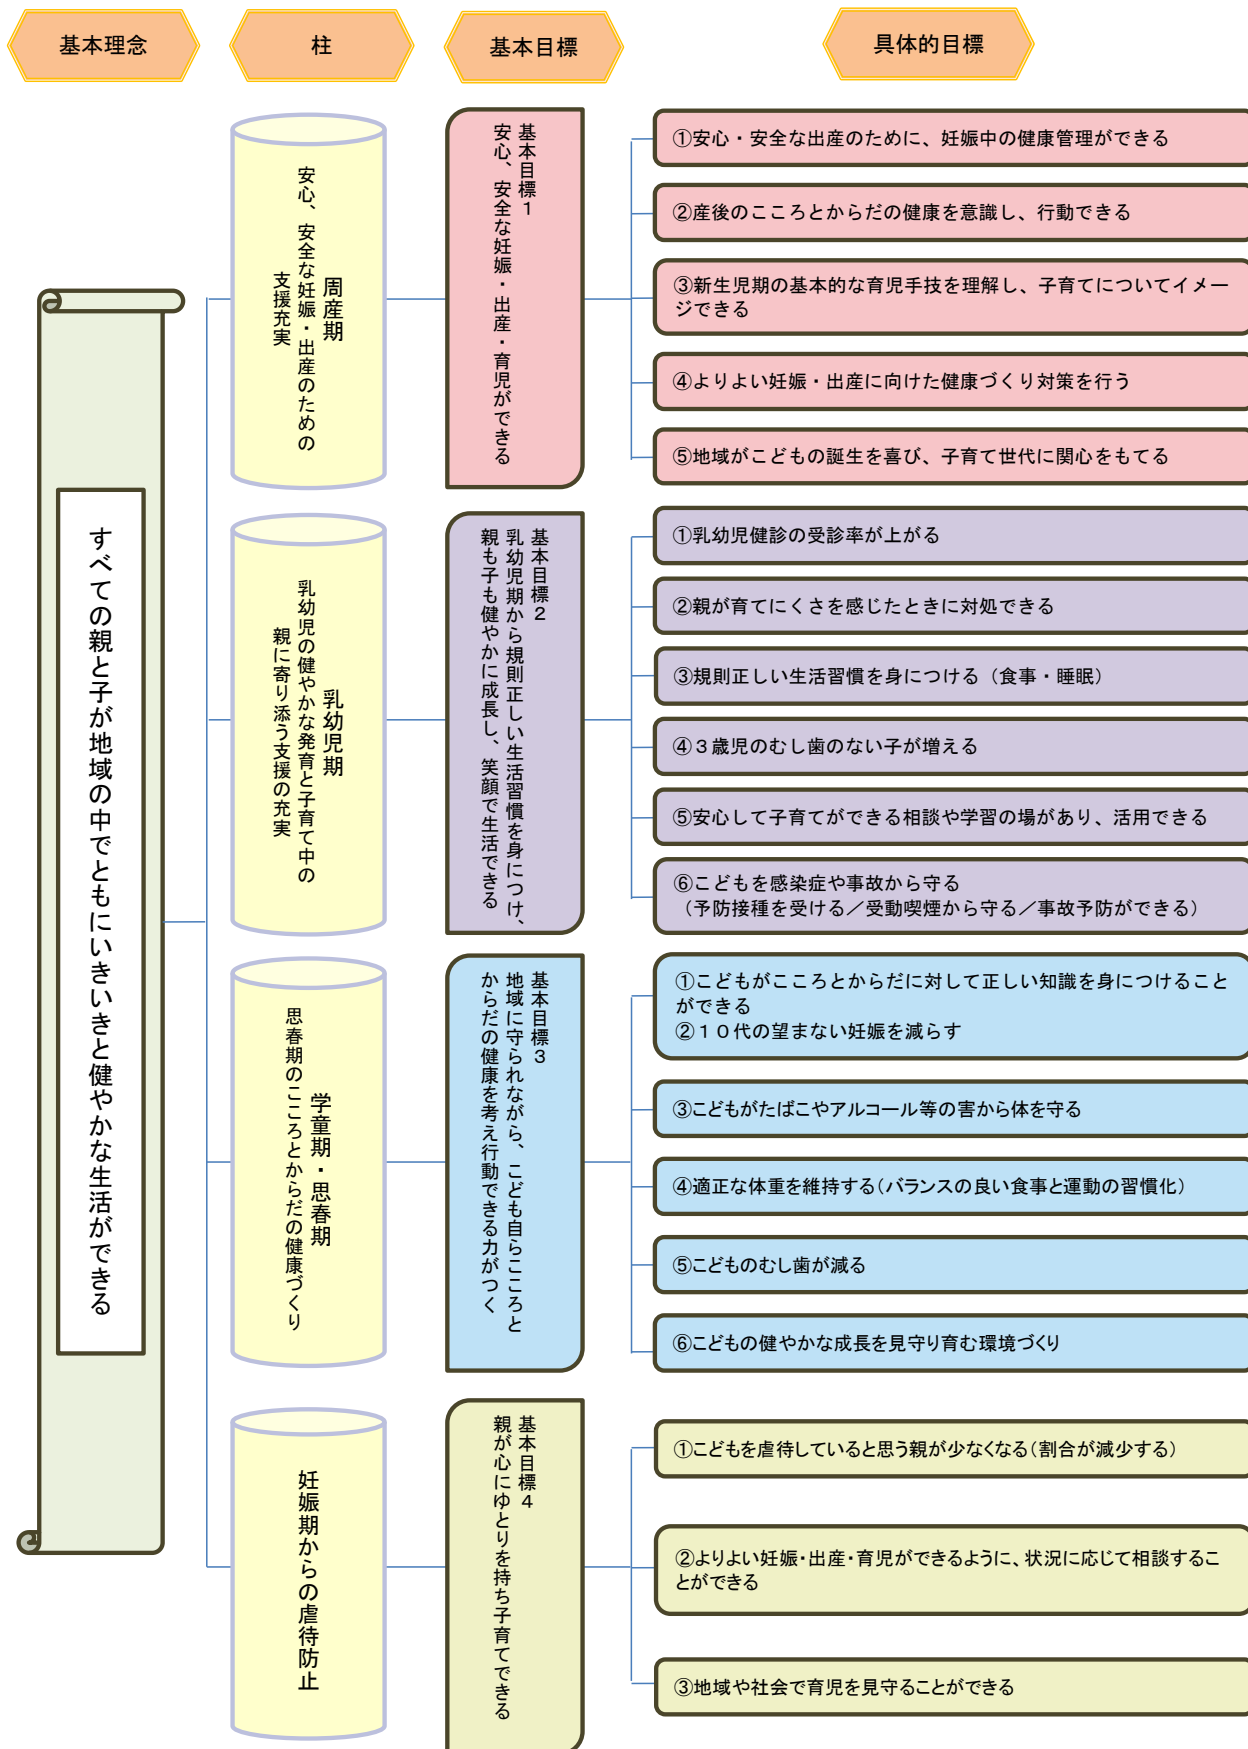 基本理念
柱
基本目標
具体的目標
すべての親と子が地域の中でともにいきいきと健やかな生活ができる
周産期
安心、安全な妊娠・出産のための
支援充実
基本目標１
安心、安全な妊娠・出産・育児ができる
①安心・安全な出産のために、妊娠中の健康管理ができる
②産後のこころとからだの健康を意識し、行動できる
③新生児期の基本的な育児手技を理解し、子育てについてイメー
ジできる
④よりよい妊娠・出産に向けた健康づくり対策を行う
⑤地域がこどもの誕生を喜び、子育て世代に関心をもてる
乳幼児期
乳幼児の健やかな発育と子育て中の
親に寄り添う支援の充実
基本目標２
乳幼児期から規則正しい生活習慣を身につけ、
親も子も健やかに成長し、笑顔で生活できる
①乳幼児健診の受診率が上がる
②親が育てにくさを感じたときに対処できる
③規則正しい生活習慣を身につける（食事・睡眠）
④３歳児のむし歯のない子が増える
⑤安心して子育てができる相談や学習の場があり、活用できる
⑥こどもを感染症や事故から守る
（予防接種を受ける／受動喫煙から守る／事故予防ができる）
学童期・思春期
思春期のこころとからだの健康づくり
基本目標３
地域に守られながら、こども自らこころと
からだの健康を考え行動できる力がつく
①こどもがこころとからだに対して正しい知識を身につけること
ができる
②１０代の望まない妊娠を減らす
③こどもがたばこやアルコール等の害から体を守る
④適正な体重を維持する（バランスの良い食事と運動の習慣化）
⑤こどものむし歯が減る
⑥こどもの健やかな成長を見守り育む環境づくり
妊娠期からの虐待防止
基本目標４
親が心にゆとりを持ち子育てできる
①こどもを虐待していると思う親が少なくなる（割合が減少する）
②よりよい妊娠・出産・育児ができるように、状況に応じて相談するこ
とができる
③地域や社会で育児を見守ることができる